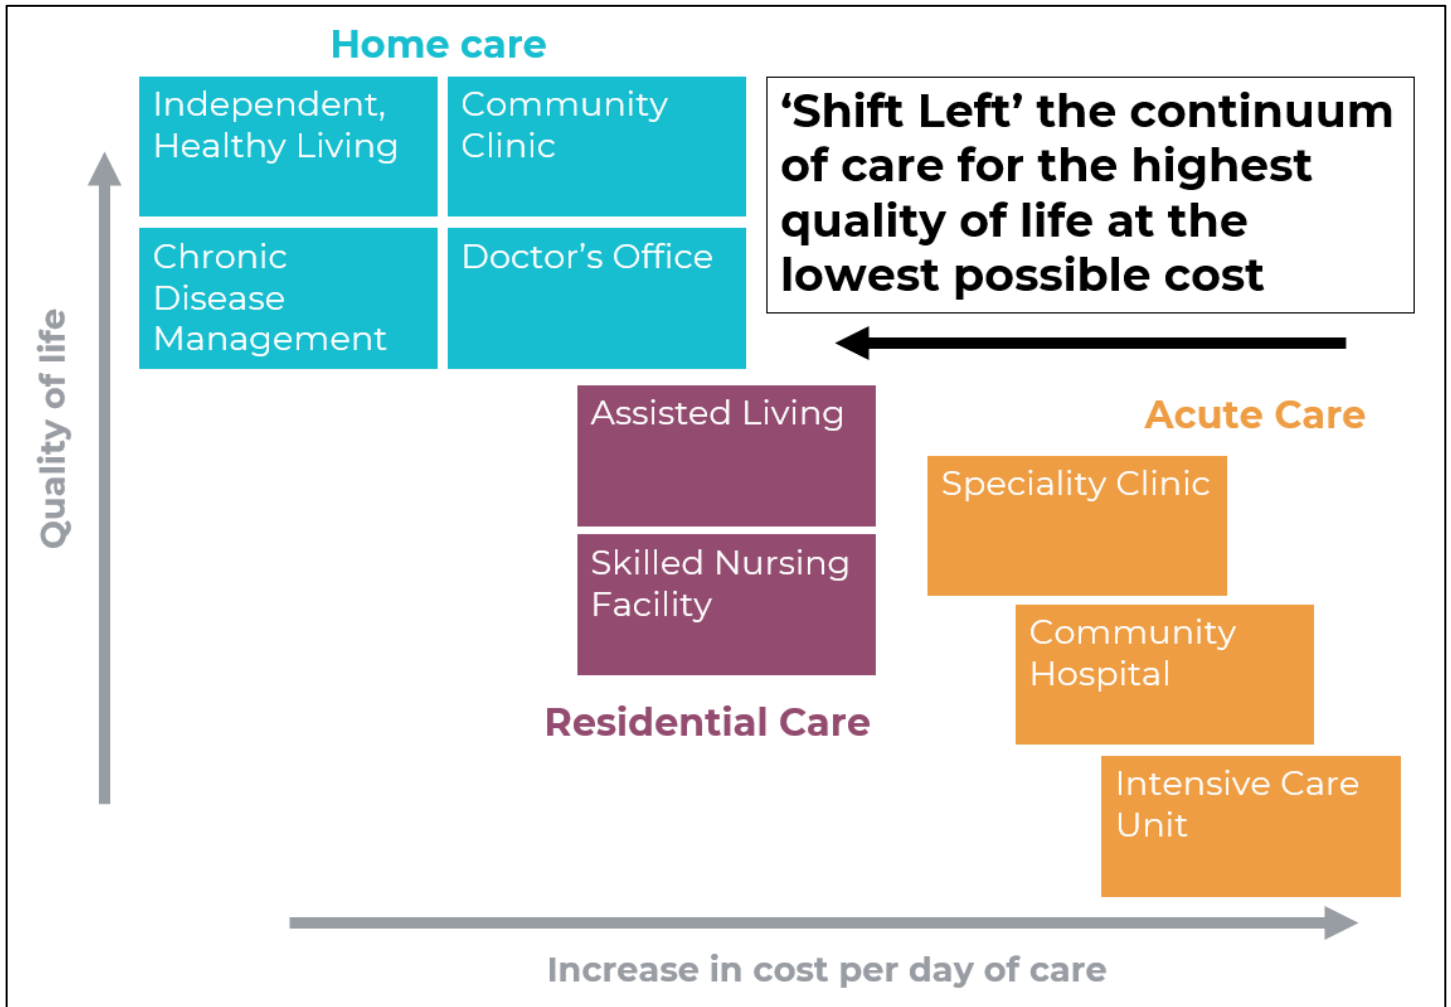 Home care
Independent,
Healthy Living
Community
Clinic
‘Shift Left’ the continuum
of care for the highest
quality of life at the
lowest possible cost
Chronic
Disease
Management
Doctor’s Office
Quality of life
Assisted Living
Acute Care
Speciality Clinic
Skilled Nursing
Facility
Community
Hospital
Residential Care
Intensive Care
Unit
Increase in cost per day of care